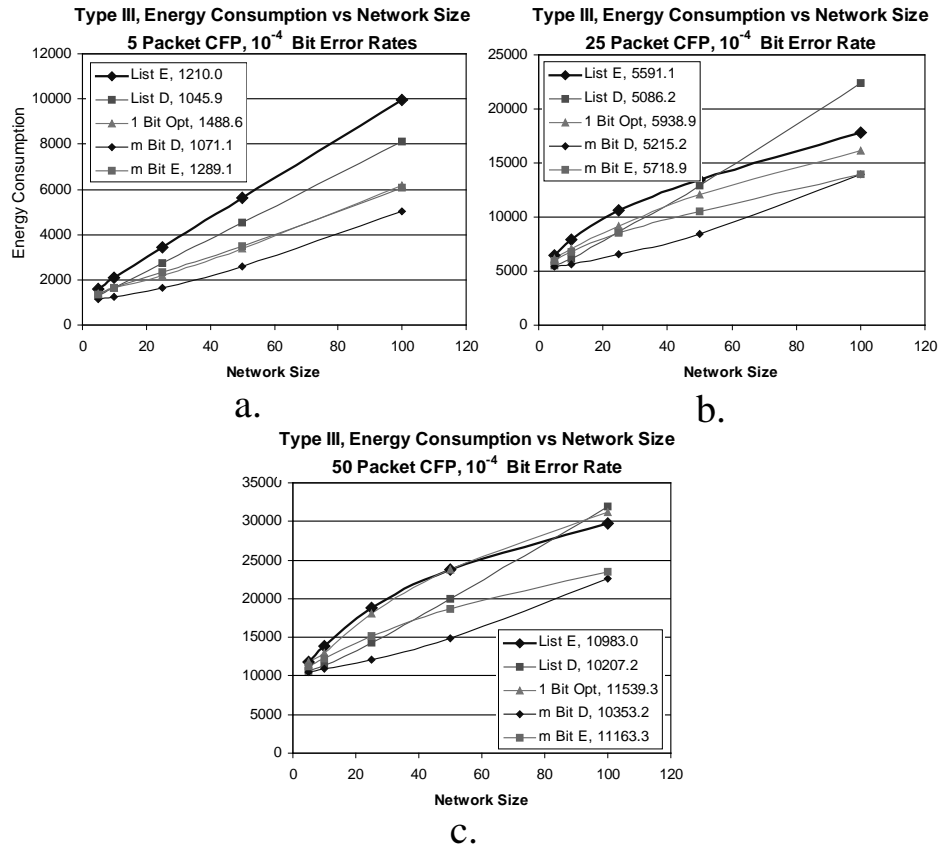 Type III, Energy Consumption vs Network Size
5 Packet CFP, 10⁻⁴ Bit Error Rates
12000
10000
8000
6000
4000
2000
0
Energy Consumption
List E, 1210.0
List D, 1045.9
1 Bit Opt, 1488.6
m Bit D, 1071.1
m Bit E, 1289.1
0 20 40 60 80 100 120
Network Size
a.
Type III, Energy Consumption vs Network Size
25 Packet CFP, 10⁻⁴ Bit Error Rate
25000
20000
15000
10000
5000
0
List E, 5591.1
List D, 5086.2
1 Bit Opt, 5938.9
m Bit D, 5215.2
m Bit E, 5718.9
0 20 40 60 80 100 120
Network Size
b.
Type III, Energy Consumption vs Network Size
50 Packet CFP, 10⁻⁴ Bit Error Rate
35000
30000
25000
20000
15000
10000
5000
0
List E, 10983.0
List D, 10207.2
1 Bit Opt, 11539.3
m Bit D, 10353.2
m Bit E, 11163.3
0 20 40 60 80 100 120
Network Size
c.